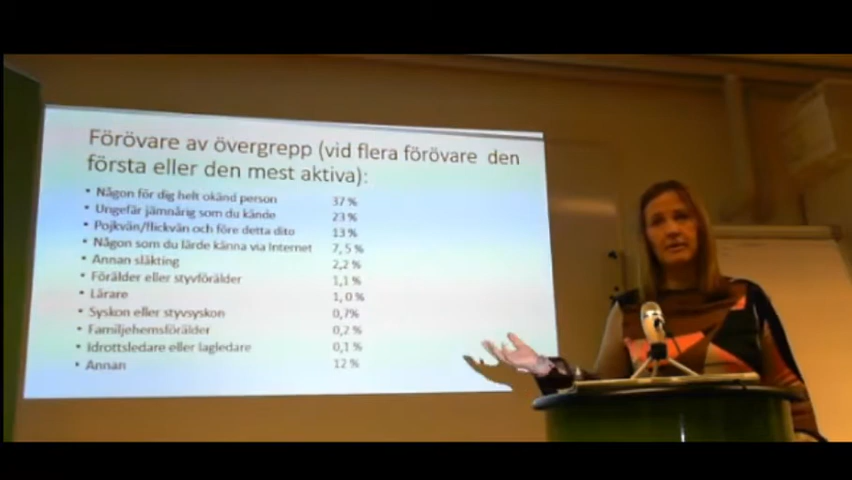 Förövare av övergrepp (vid flera förövare den
första eller den mest aktiva):
• Någon för dig helt okänd person 37 %
• Ungefär jämnårig som du kände 23 %
• Pojkvän/flickvän och före detta dito 13 %
• Någon som du lärde känna via Internet 7,5 %
• Annan släkting 2,2 %
• Förälder eller styvförälder 1,1 %
• Lärare 1,0 %
• Syskon eller styvsyskon 0,7%
• Familjehemsförälder 0,2 %
• Idrottsledare eller lagledare 0,1 %
• Annan 12 %